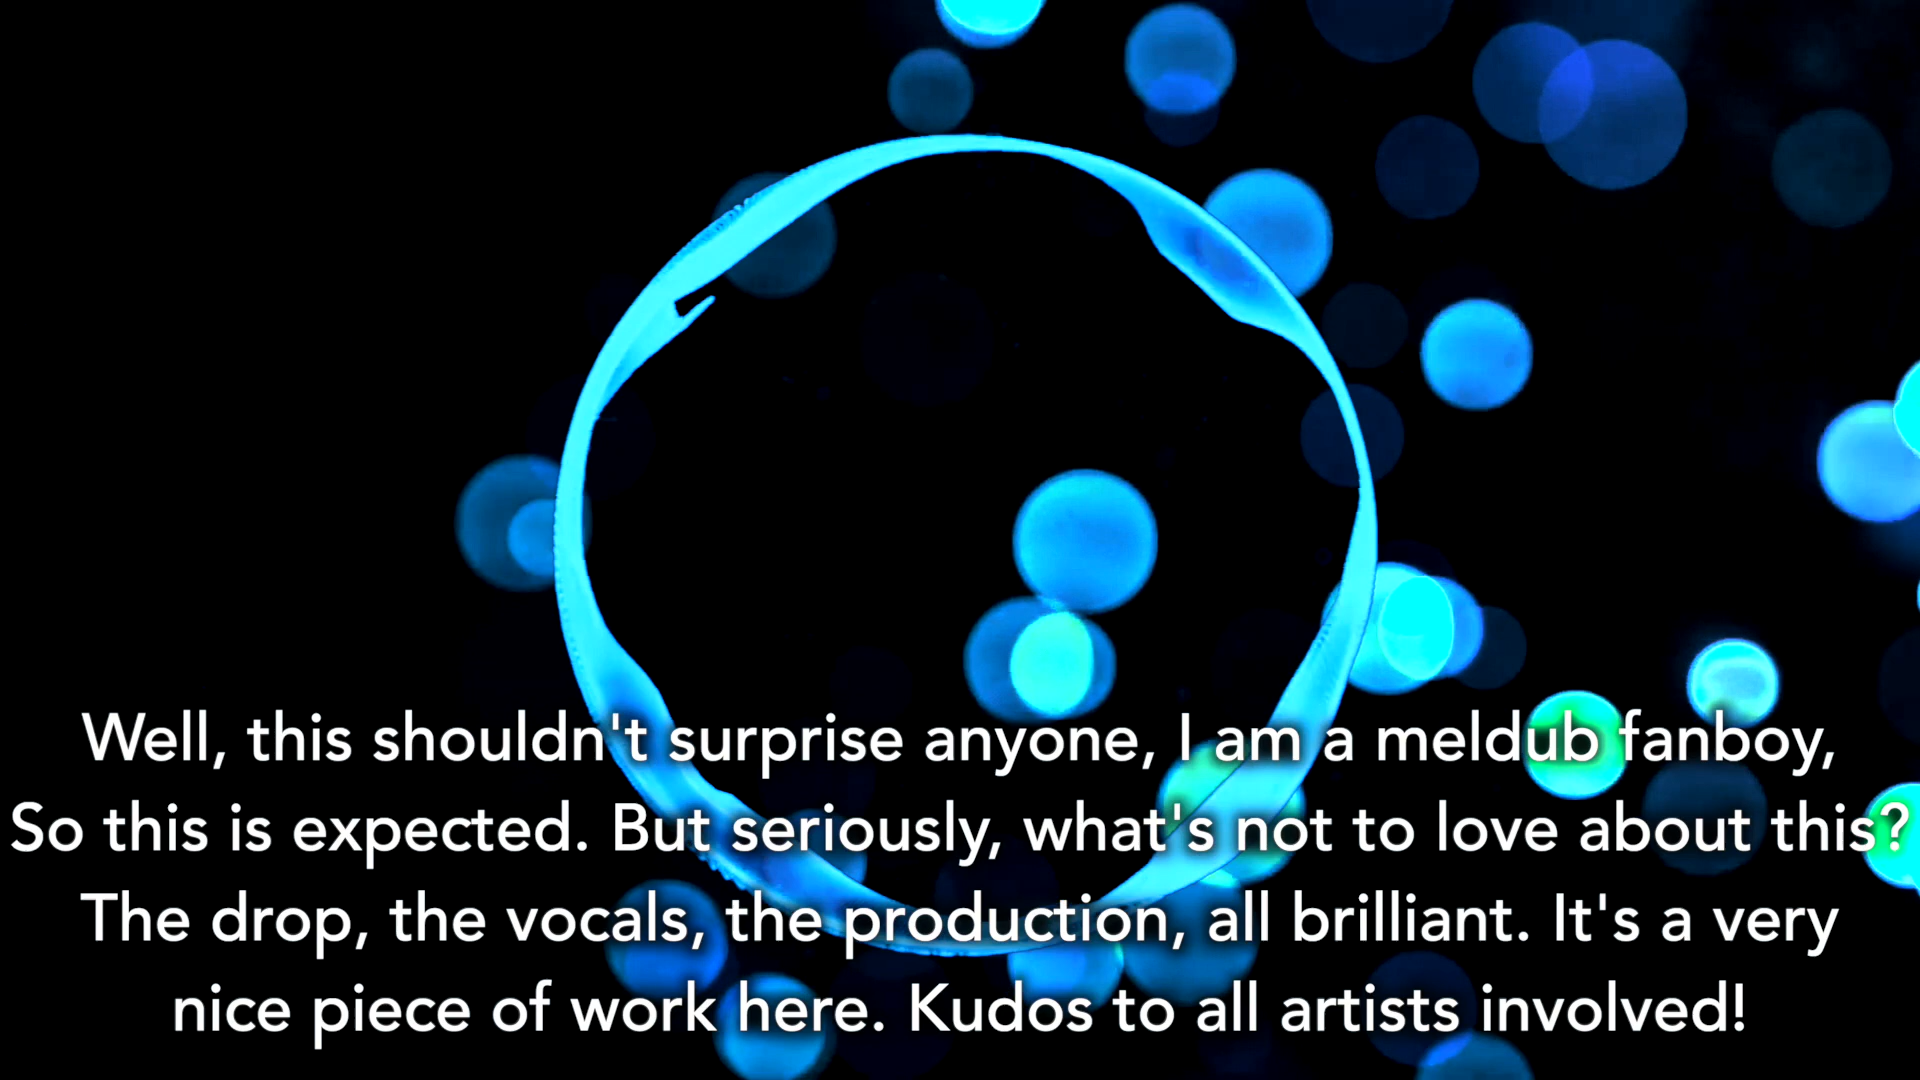 Well, this shouldn't surprise anyone, I am a meldub fanboy,
So this is expected. But seriously, what's not to love about this?
The drop, the vocals, the production, all brilliant. It's a very
nice piece of work here. Kudos to all artists involved!